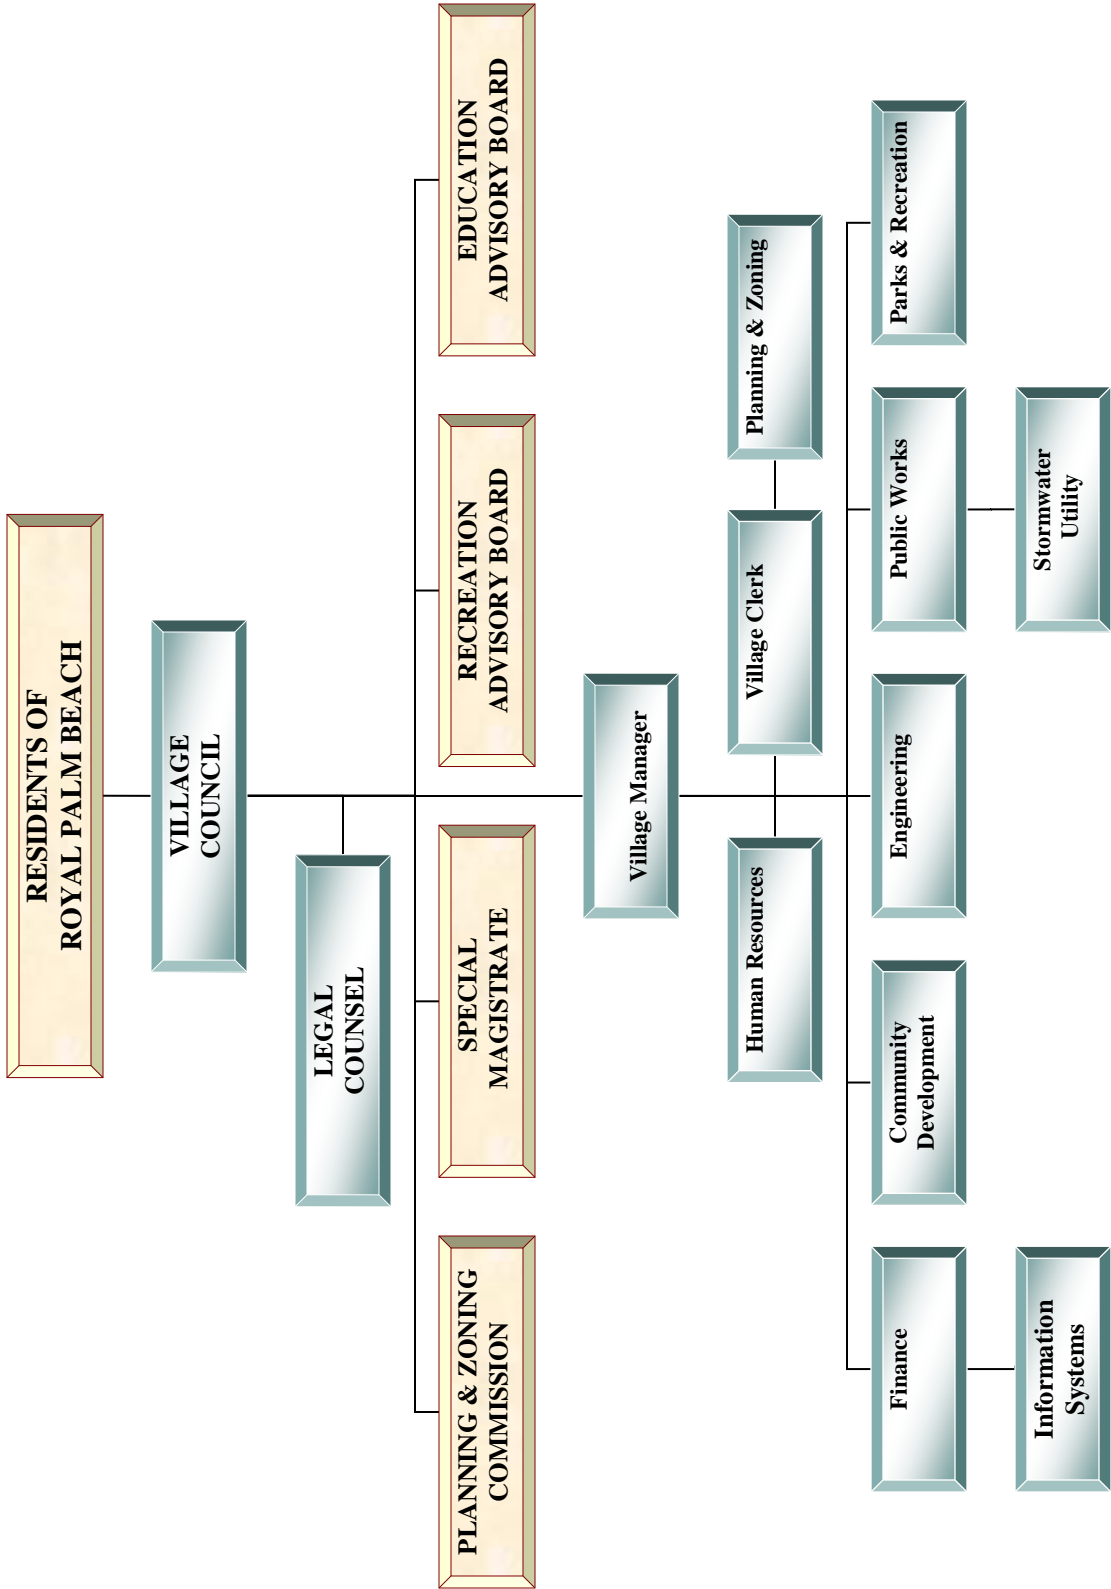 RESIDENTS OF
ROYAL PALM BEACH
VILLAGE
COUNCIL
LEGAL
COUNSEL
PLANNING & ZONING
COMMISSION
SPECIAL
MAGISTRATE
RECREATION
ADVISORY BOARD
EDUCATION
ADVISORY BOARD
Village Manager
Human Resources
Village Clerk
Planning & Zoning
Finance
Community
Development
Engineering
Public Works
Parks & Recreation
Information
Systems
Stormwater
Utility